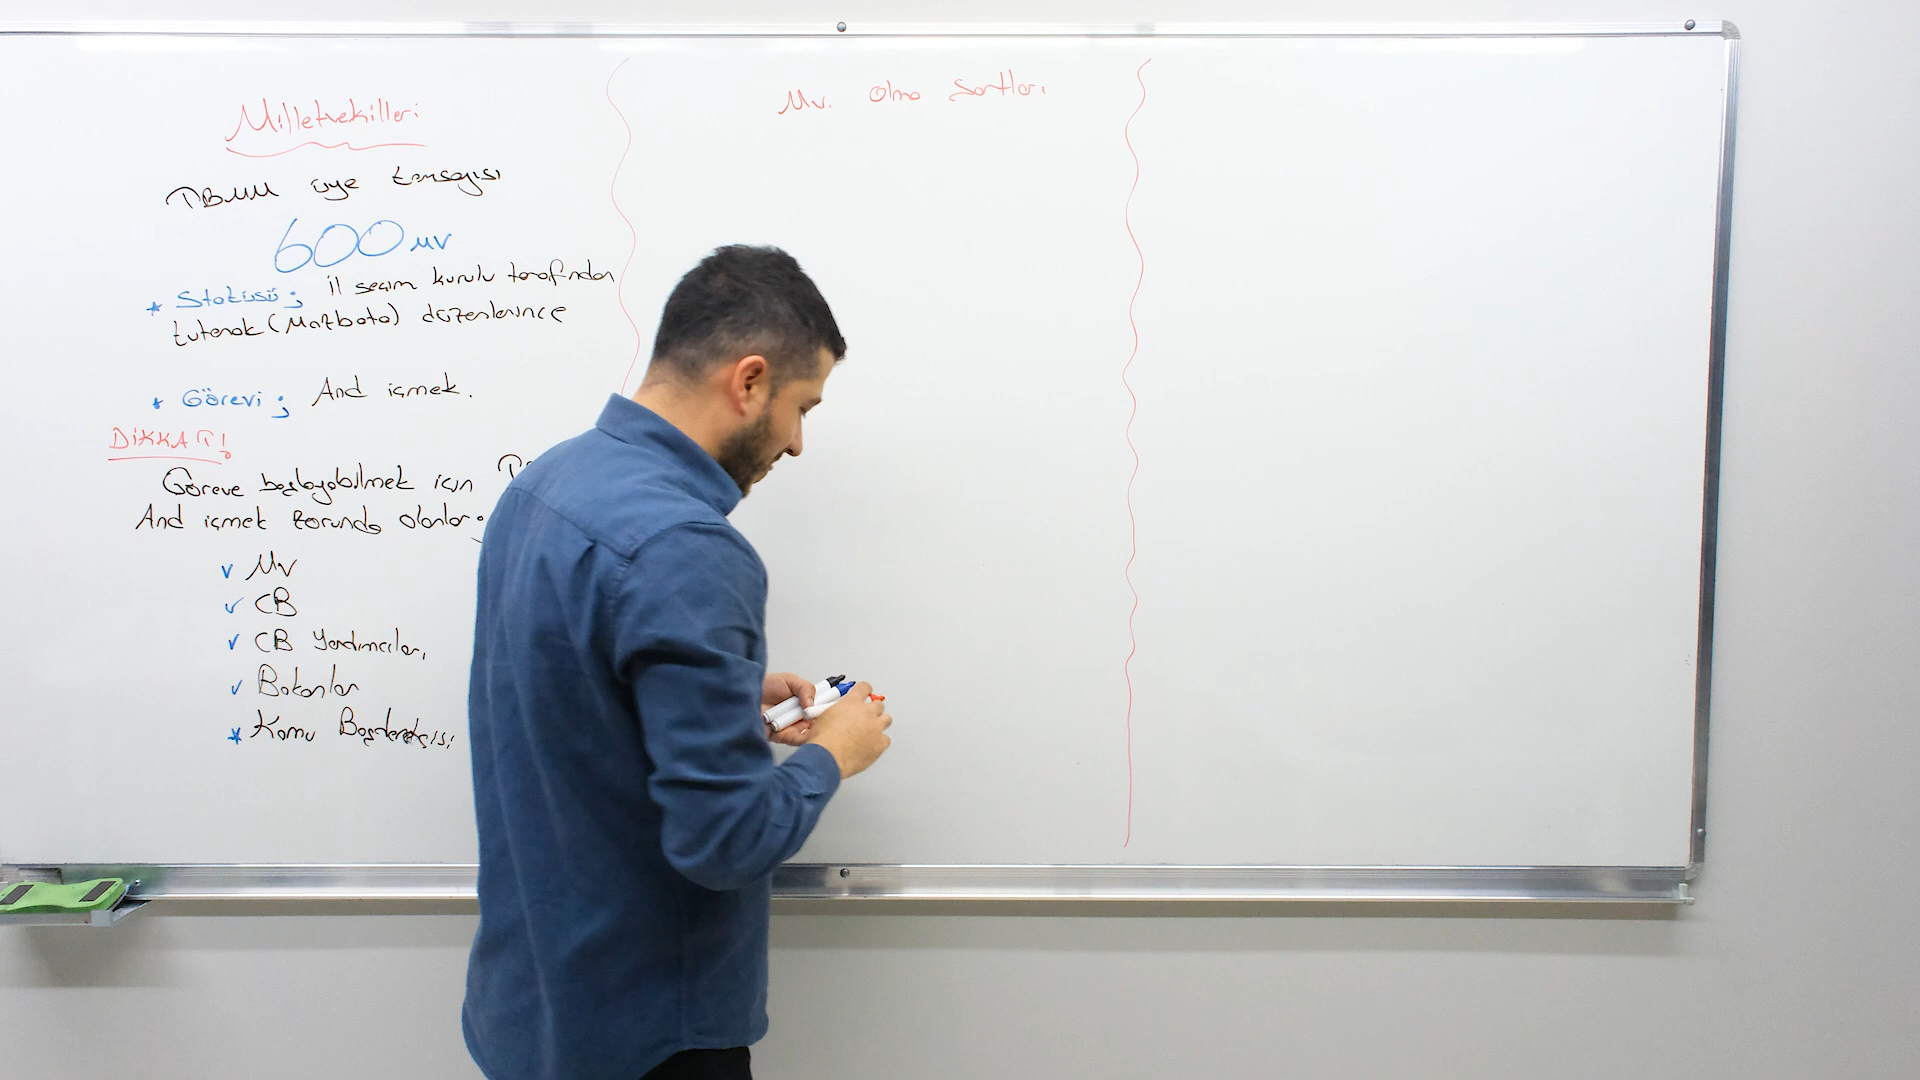 Milletvekilleri
TBMM üye tamsayısı
600 MV
* Statüsü; İl seçim kurulu tarafından
tutanak (Mazbata) düzenlenince
* Görevi; And içmek.
DİKKAT!
Göreve başlayabilmek için
And içmek zorunda olanlar;
v Mv
v CB
v CB Yardımcıları
v Bakanlar
* Kamu Başdenetçisi
Mv. Olma Şartları